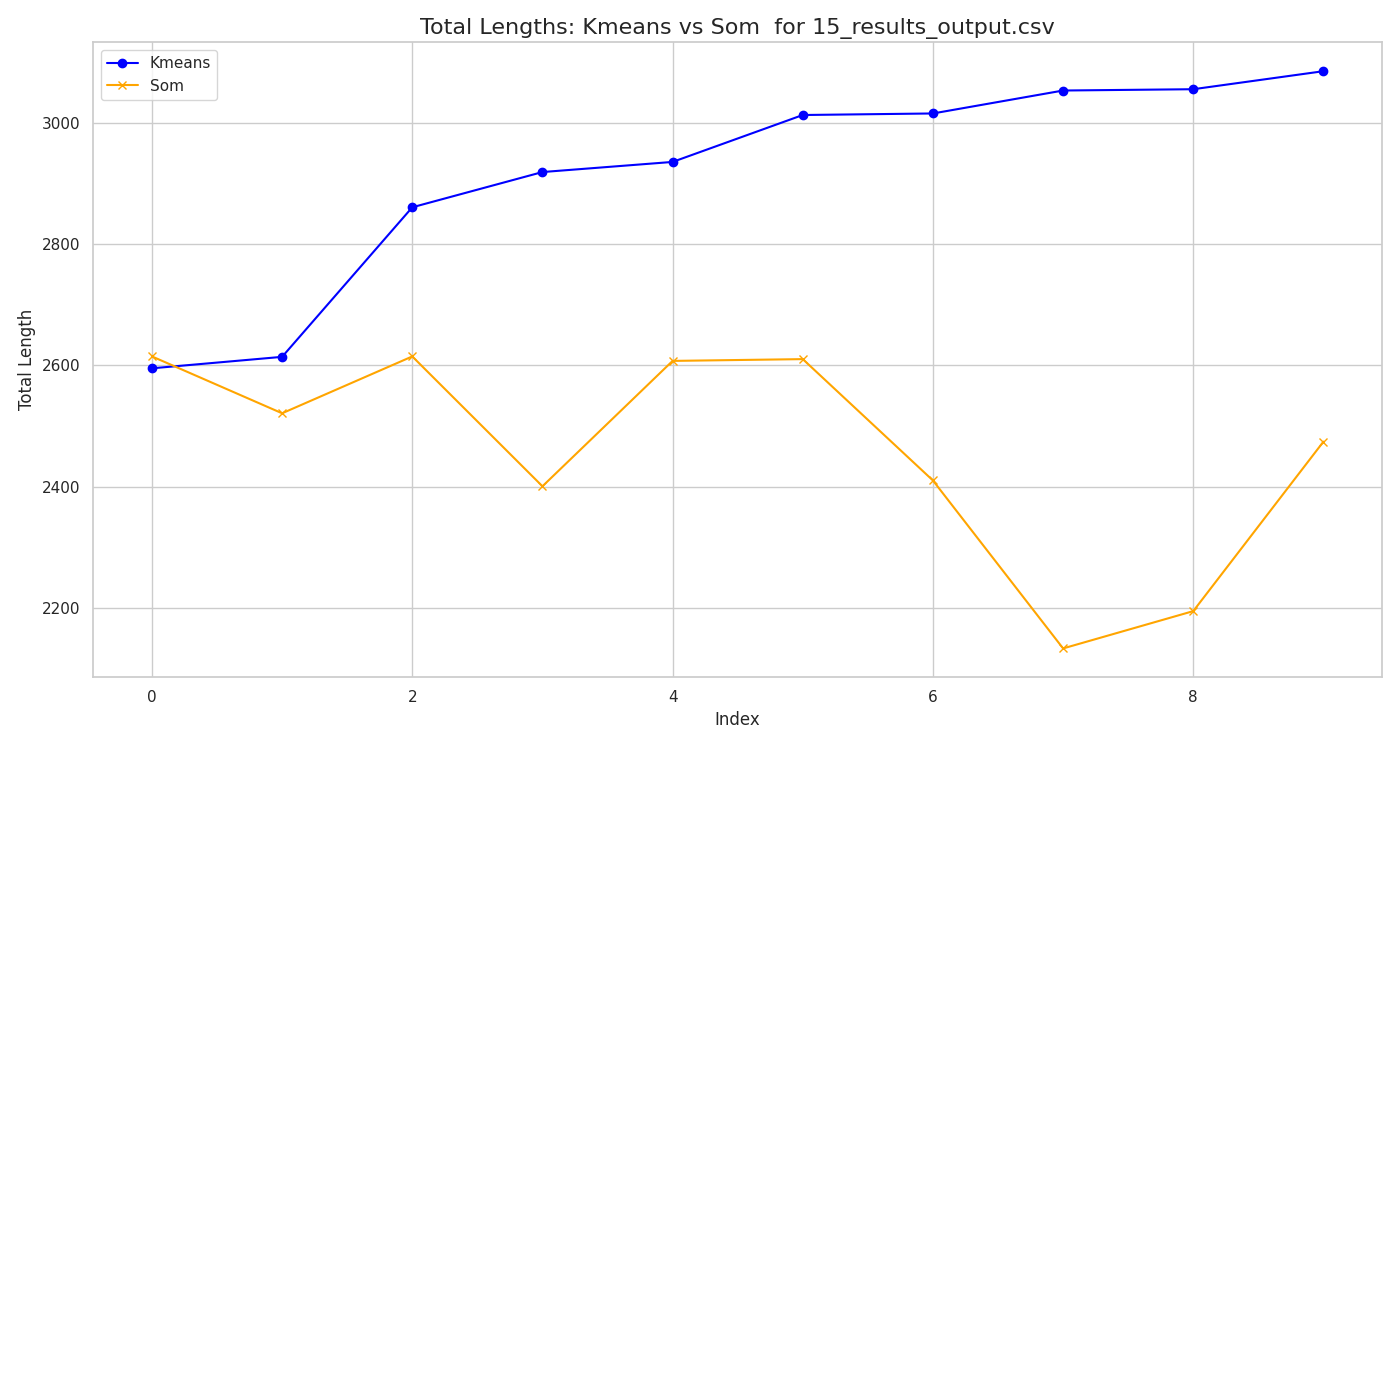 Total Lengths: Kmeans vs Som  for 15_results_output.csv
Kmeans
Som
3000
2800
2600
2400
2200
Total Length
0 2 4 6 8
Index